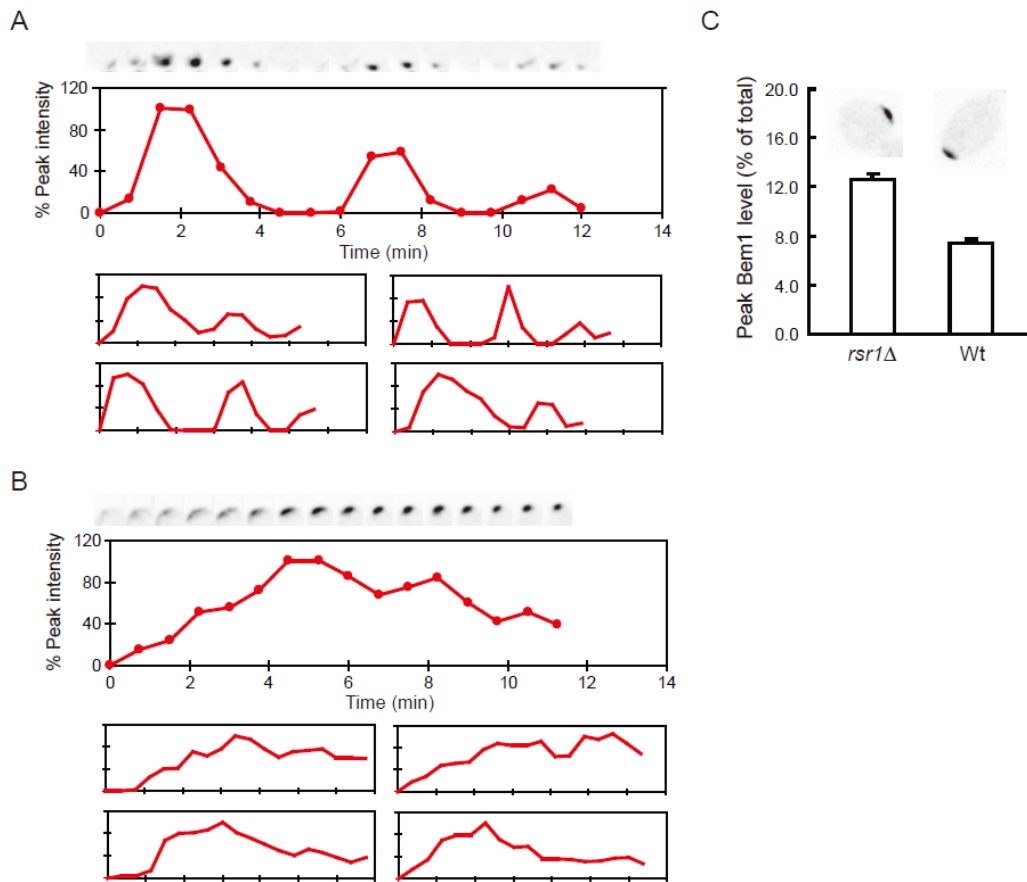 A
% Peak intensity
120
80
40
0
0 2 4 6 8 10 12 14
Time (min)
B
% Peak intensity
120
80
40
0
0 2 4 6 8 10 12 14
Time (min)
C
Peak Bem1 level (% of total)
20.0
16.0
12.0
8.0
4.0
0.0
rsr1Δ Wt